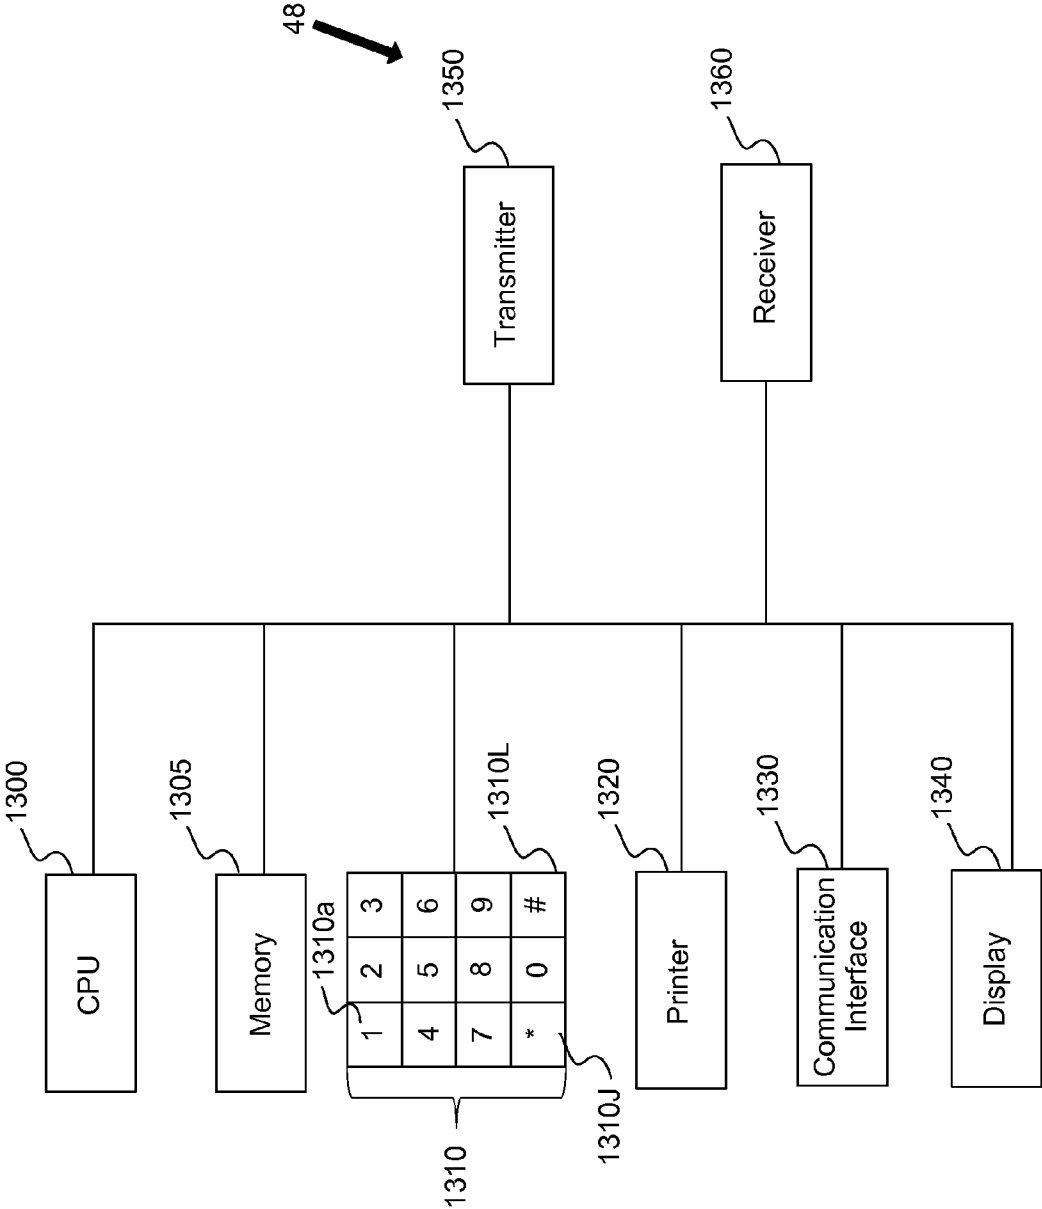 1300
CPU
1305
Memory
48
1310a
1 2 3
4 5 6
7 8 9
* 0 #
1310
1310L
1310J
1350
Transmitter
1320
Printer
1360
Receiver
1330
Communication
Interface
1340
Display